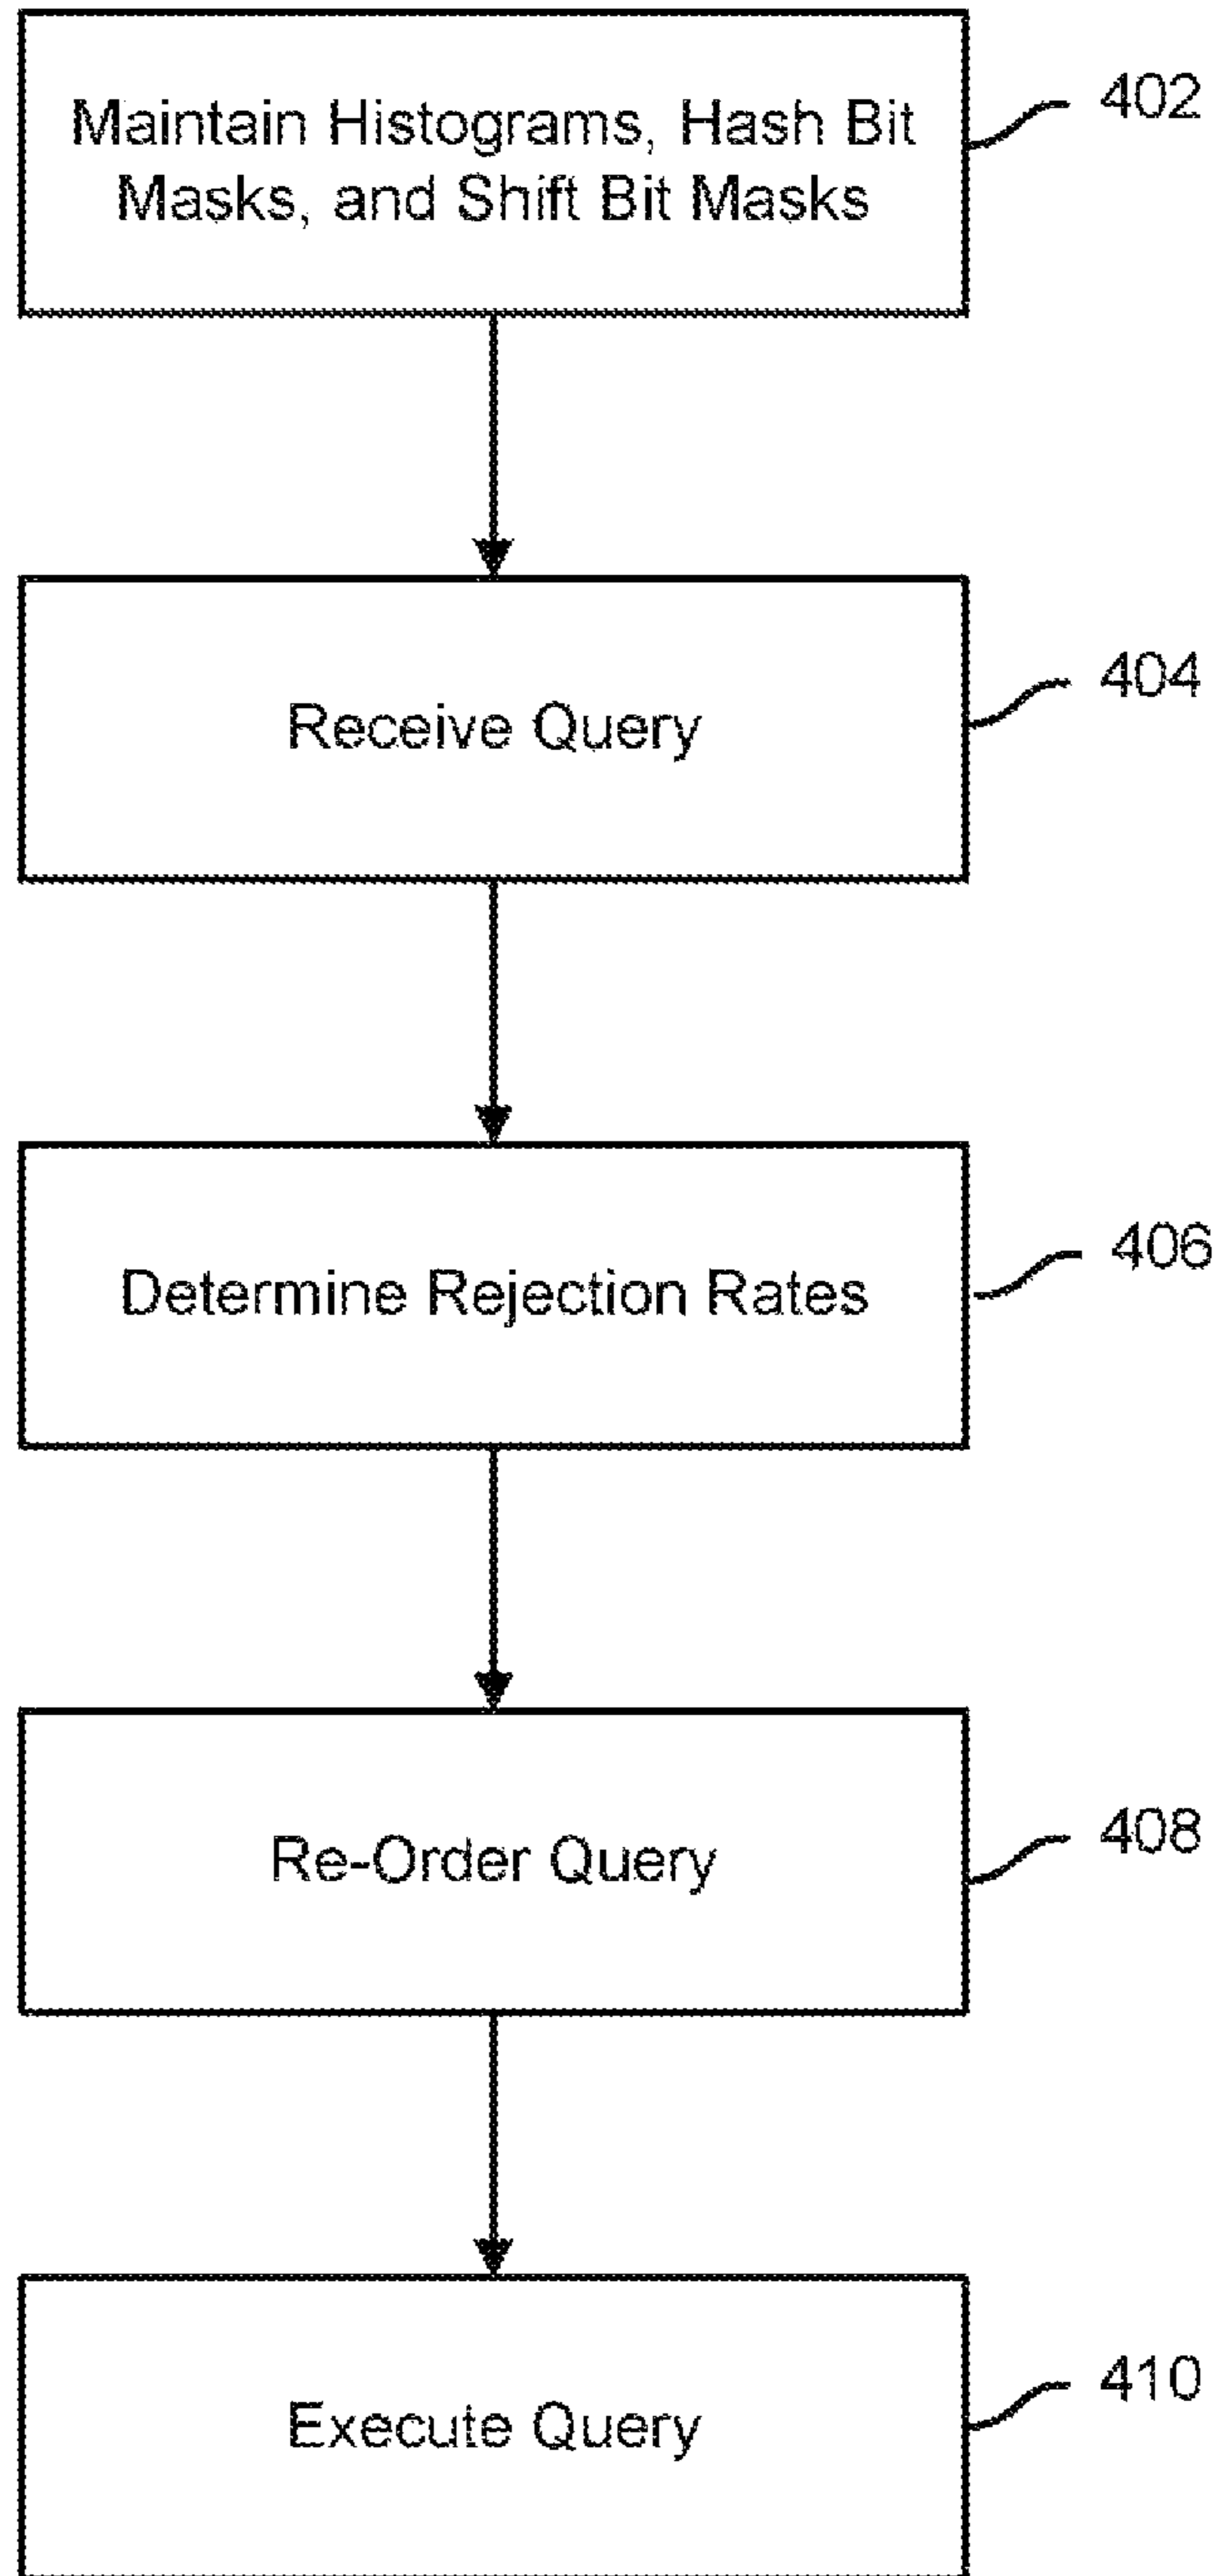 Maintain Histograms, Hash Bit
Masks, and Shift Bit Masks
402
Receive Query
404
Determine Rejection Rates
406
Re-Order Query
408
Execute Query
410